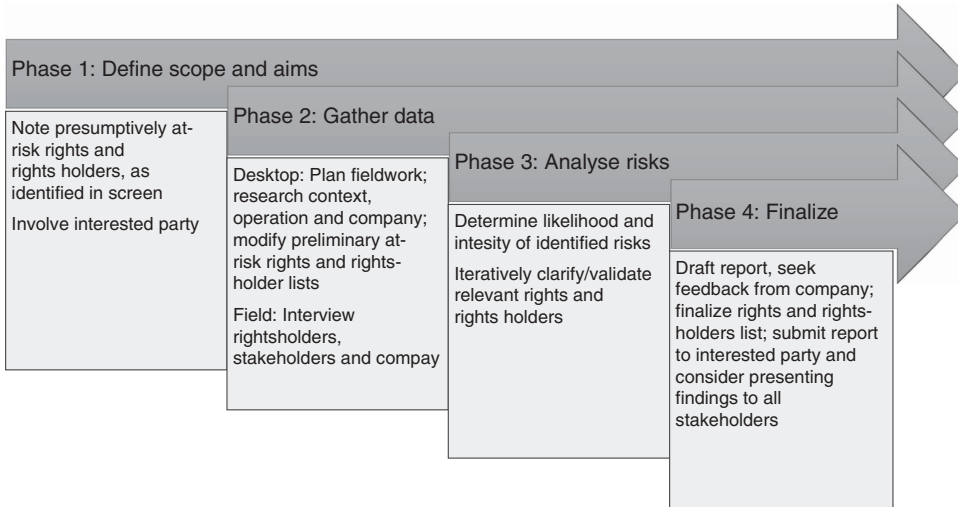 Phase 1: Define scope and aims
Note presumptively at-
risk rights and
rights holders, as
identified in screen
Involve interested party
Phase 2: Gather data
Desktop: Plan fieldwork;
research context,
operation and company;
modify preliminary at-
risk rights and rights-
holder lists
Field: Interview
rightsholders,
stakeholders and compay
Phase 3: Analyse risks
Determine likelihood and
intesity of identified risks
Iteratively clarify/validate
relevant rights and
rights holders
Phase 4: Finalize
Draft report, seek
feedback from company;
finalize rights and rights-
holders list; submit report
to interested party and
consider presenting
findings to all
stakeholders